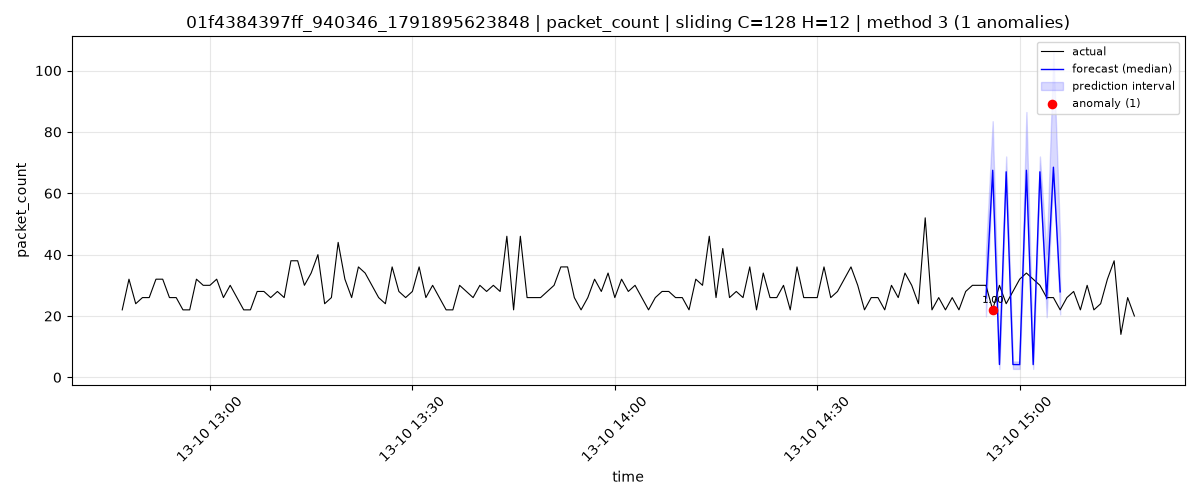 01f4384397ff_940346_1791895623848 | packet_count | sliding C=128 H=12 | method 3 (1 anomalies)
actual
forecast (median)
prediction interval
anomaly (1)
packet_count
100
80
60
40
20
0
1.00
13-10 13:00
13-10 13:30
13-10 14:00
13-10 14:30
13-10 15:00
time